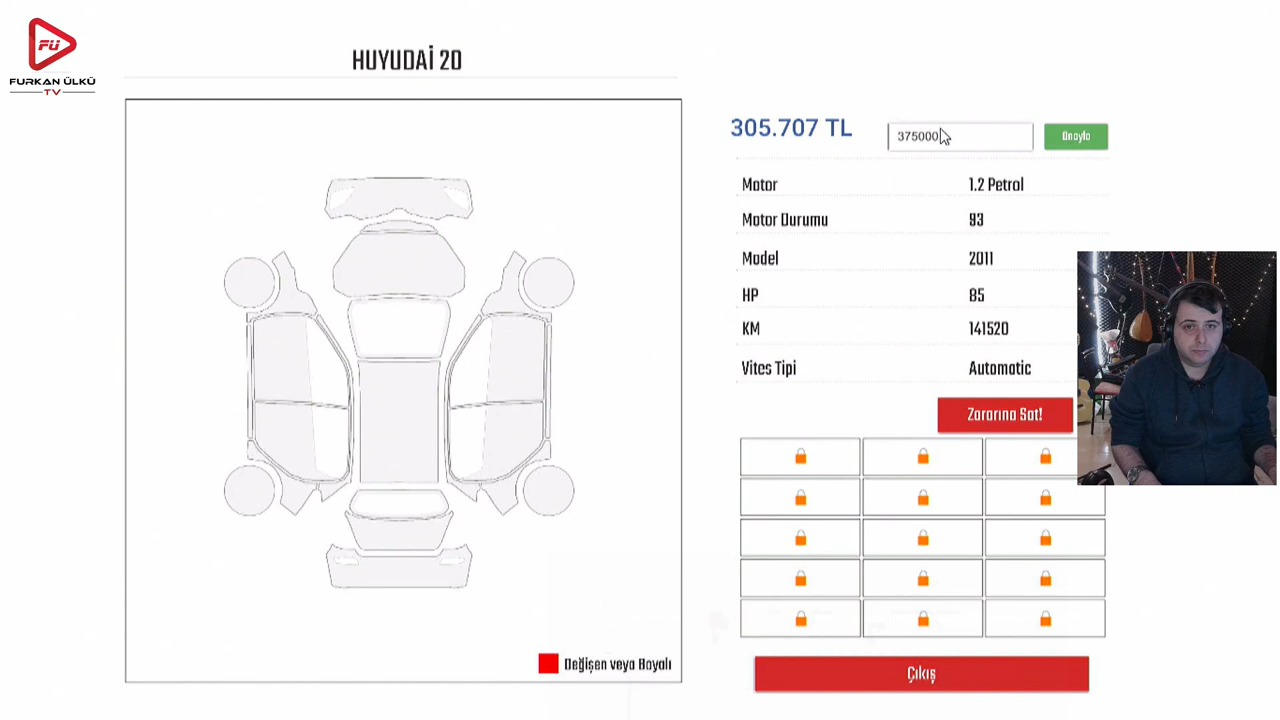 FU
FURKAN ÜLKÜ
TV
HUYUDAİ 20
305.707 TL
375000
Onayla
Motor 1.2 Petrol
Motor Durumu 93
Model 2011
HP 85
KM 141520
Vites Tipi Automatic
Zararına Sat!
Değişen veya Boyalı
Çıkış